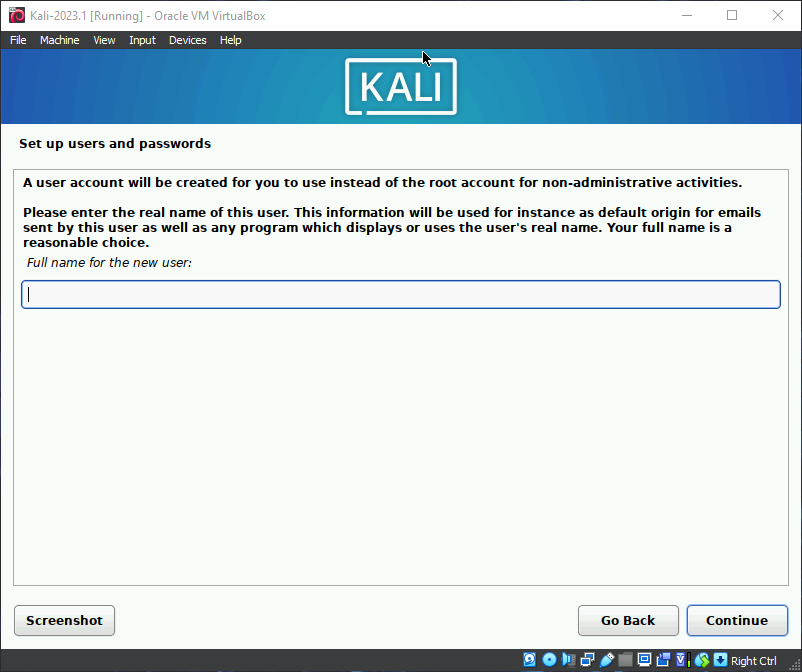 Kali-2023.1 [Running] - Oracle VM VirtualBox
File Machine View Input Devices Help
KALI
Set up users and passwords
A user account will be created for you to use instead of the root account for non-administrative activities.
Please enter the real name of this user. This information will be used for instance as default origin for emails
sent by this user as well as any program which displays or uses the user's real name. Your full name is a
reasonable choice.
Full name for the new user:
Screenshot Go Back Continue
Right Ctrl